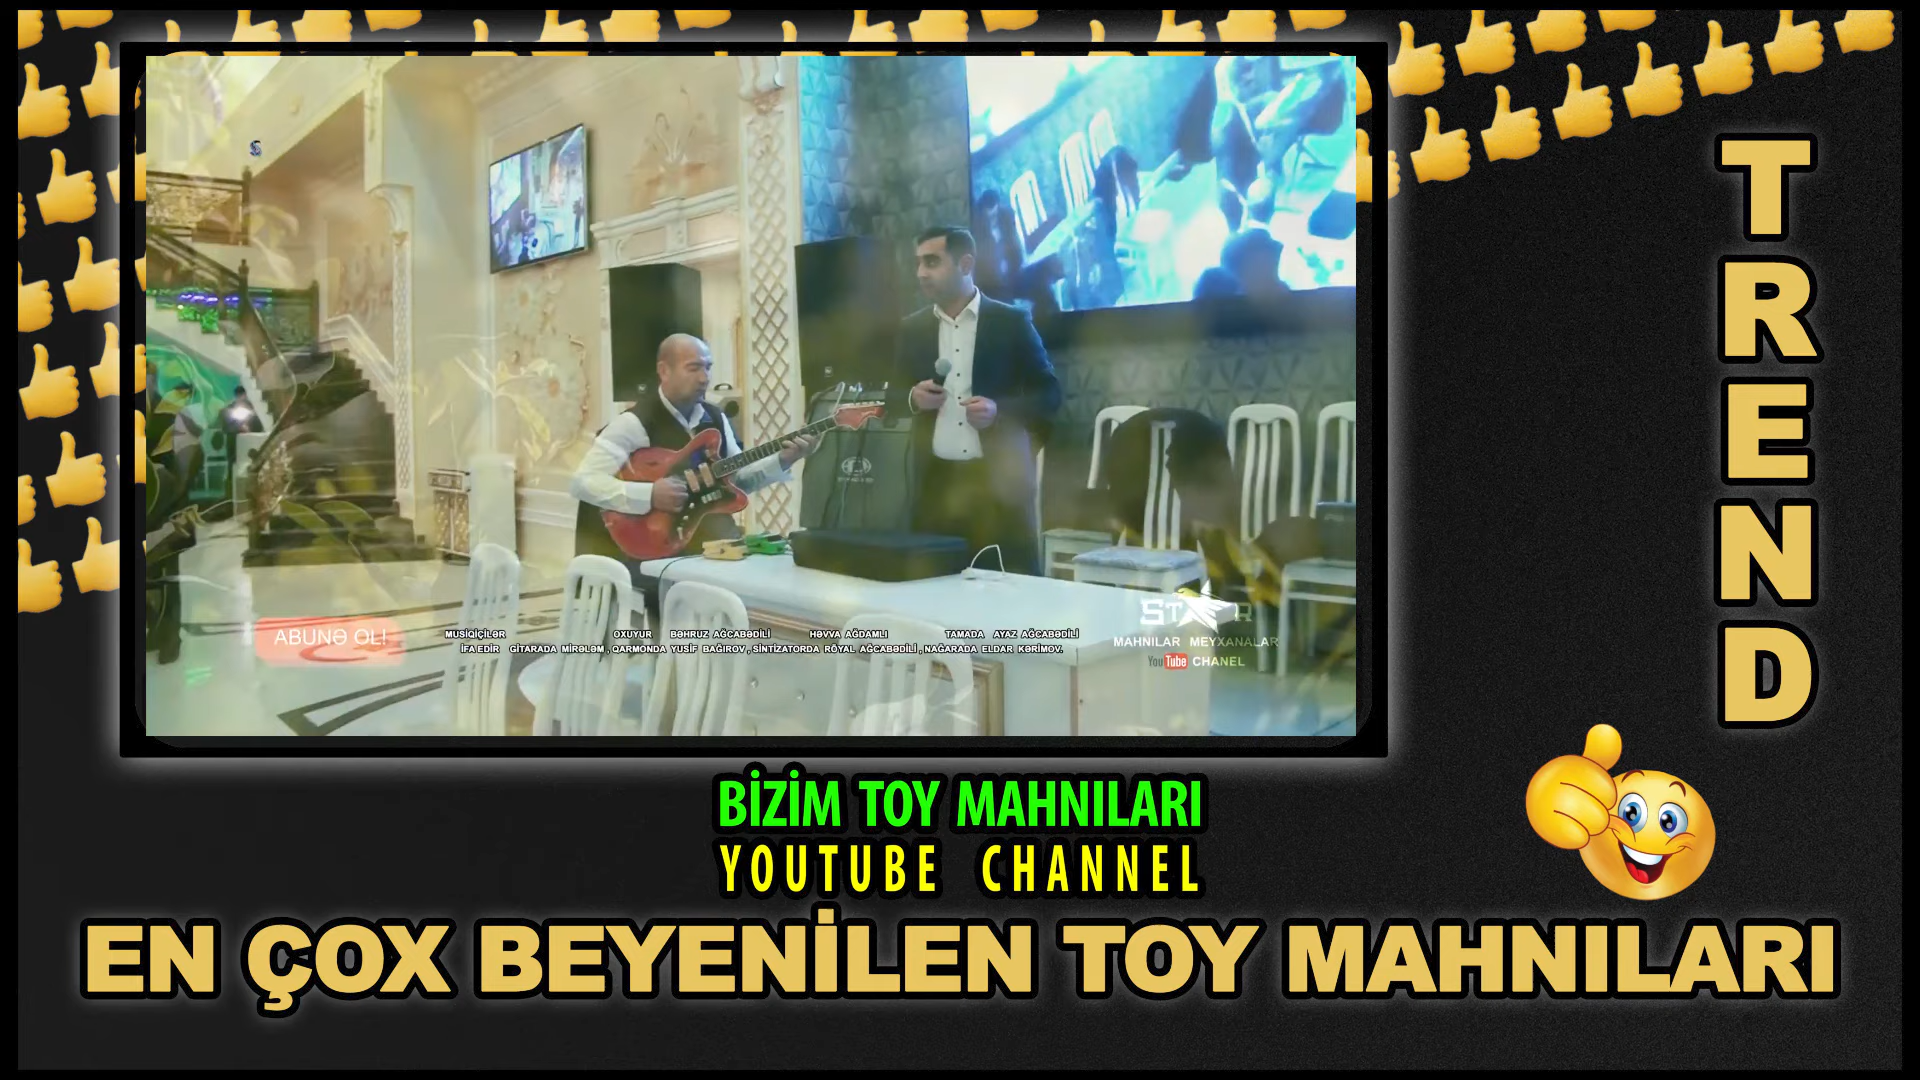 TREND
ABUNƏ OL!
MUSİQİÇİLƏR OXUYUR BƏHRUZ AĞCABƏDİLİ HƏVVA AĞDAMLI TAMADA AYAZ AĞCABƏDİLİ
İFA EDİR GİTARADA MİRƏLƏM , QARMONDA YUSİF BAĞIROV , SİNTİZATORDA RÖYAL AĞCABƏDİLİ , NAĞARADA ELDAR KƏRİMOV.
STAR
MAHNILAR MEYXANALAR
YouTube CHANEL
BİZİM TOY MAHNILARI
YOUTUBE CHANNEL
EN ÇOX BEYENİLEN TOY MAHNILARI